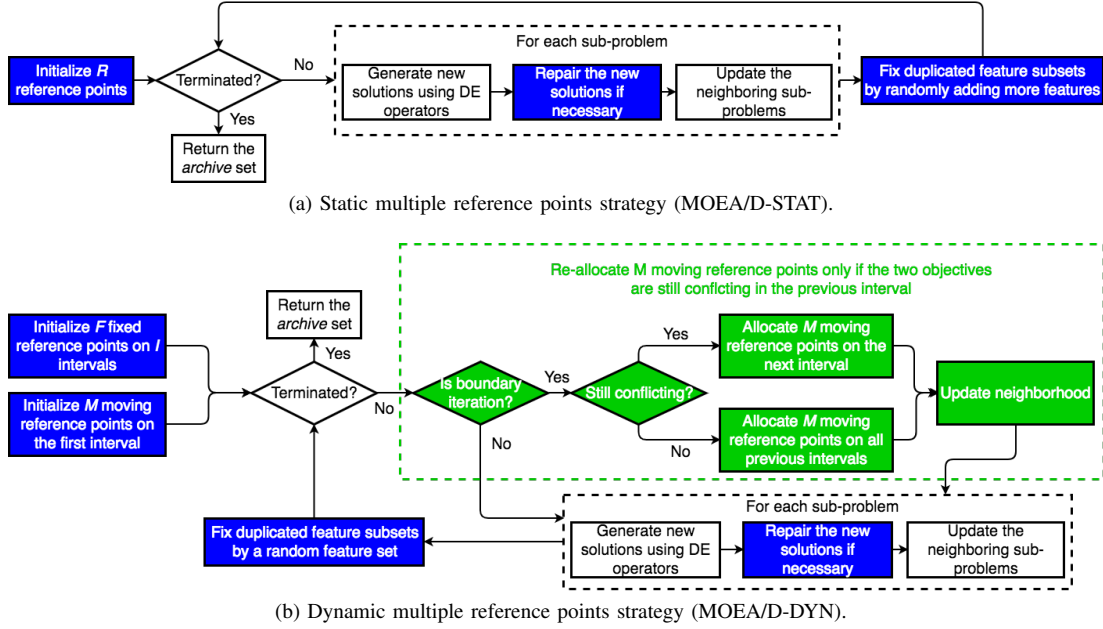 For each sub-problem
Initialize R
reference points
Terminated?
No
Generate new
solutions using DE
operators
Repair the new
solutions if
necessary
Update the
neighboring sub-
problems
Fix duplicated feature subsets
by randomly adding more features
Yes
Return the
archive set
(a) Static multiple reference points strategy (MOEA/D-STAT).
Re-allocate M moving reference points only if the two objectives
are still conflcting in the previous interval
Return the
archive set
Initialize F fixed
reference points on I
intervals
Yes
Yes
Allocate M moving
reference points on the
next interval
Terminated?
No
Is boundary
iteration?
Yes
Still conflicting?
Update neighborhood
Initialize M moving
reference points on
the first interval
No
No
Allocate M moving
reference points on all
previous intervals
For each sub-problem
Fix duplicated feature subsets
by a random feature set
Generate new
solutions using DE
operators
Repair the new
solutions if
necessary
Update the
neighboring sub-
problems
(b) Dynamic multiple reference points strategy (MOEA/D-DYN).